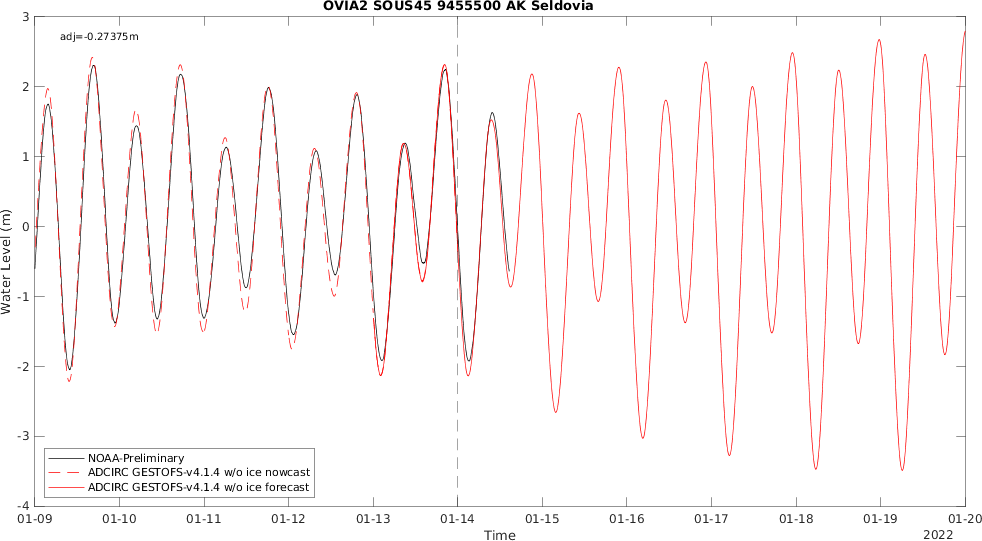 OVIA2 SOUS45 9455500 AK Seldovia
adj=-0.27375m
3
2
1
0
-1
-2
-3
-4
Water Level (m)
NOAA-Preliminary
ADCIRC GESTOFS-v4.1.4 w/o ice nowcast
ADCIRC GESTOFS-v4.1.4 w/o ice forecast
01-09 01-10 01-11 01-12 01-13 01-14 01-15 01-16 01-17 01-18 01-19 01-20
Time
2022